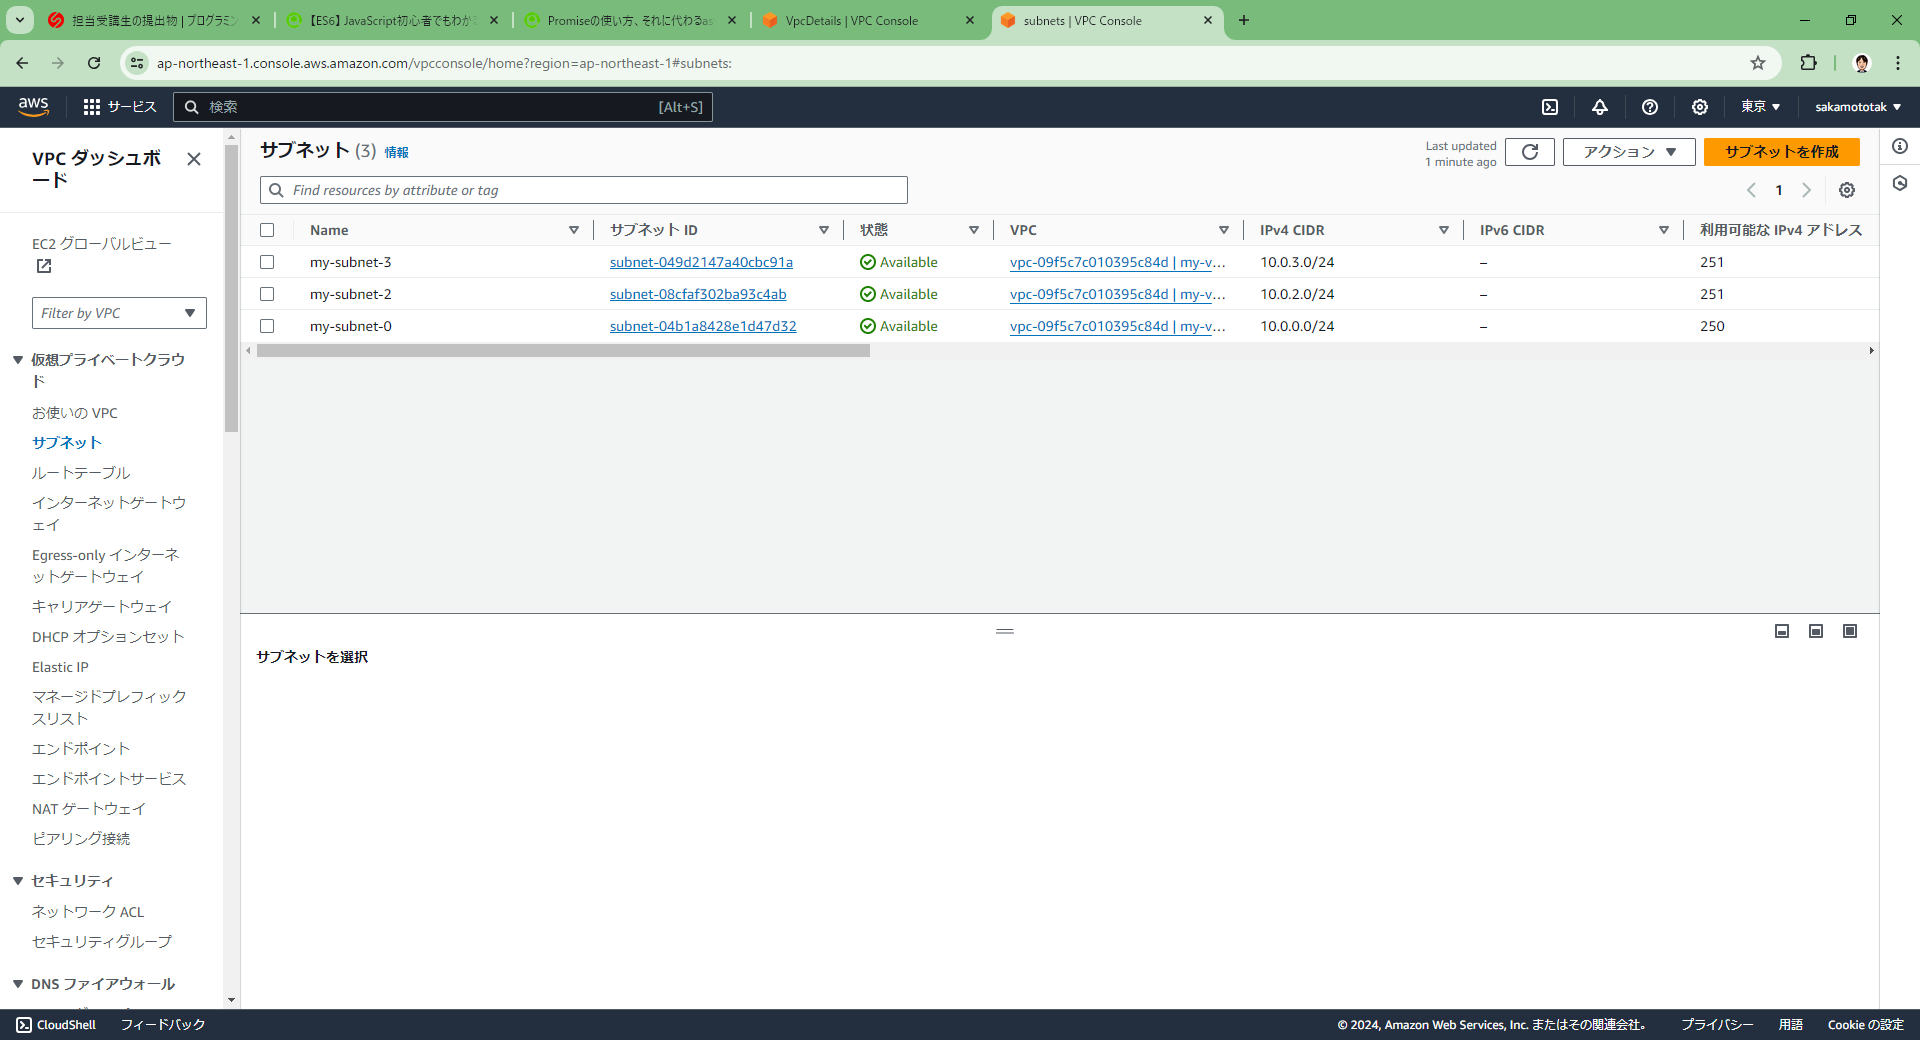 担当受講生の提出物 | プログラミン
【ES6】JavaScript初心者でもわかる
Promiseの使い方、それに代わるas
VpcDetails | VPC Console
subnets | VPC Console
ap-northeast-1.console.aws.amazon.com/vpcconsole/home?region=ap-northeast-1#subnets:
aws
サービス
検索
[Alt+S]
東京
sakamototak
VPC ダッシュボ
ード
EC2 グローバルビュー
Filter by VPC
仮想プライベートクラウ
ド
お使いの VPC
サブネット
ルートテーブル
インターネットゲートウ
ェイ
Egress-only インターネ
ットゲートウェイ
キャリアゲートウェイ
DHCP オプションセット
Elastic IP
マネージドプレフィック
スリスト
エンドポイント
エンドポイントサービス
NAT ゲートウェイ
ピアリング接続
セキュリティ
ネットワーク ACL
セキュリティグループ
DNS ファイアウォール
サブネット (3) 情報
Last updated
1 minute ago
アクション
サブネットを作成
Find resources by attribute or tag
1
Name サブネット ID 状態 VPC IPv4 CIDR IPv6 CIDR 利用可能な IPv4 アドレス
my-subnet-3 subnet-049d2147a40cbc91a Available vpc-09f5c7c010395c84d | my-v... 10.0.3.0/24 – 251
my-subnet-2 subnet-08cfaf302ba93c4ab Available vpc-09f5c7c010395c84d | my-v... 10.0.2.0/24 – 251
my-subnet-0 subnet-04b1a8428e1d47d32 Available vpc-09f5c7c010395c84d | my-v... 10.0.0.0/24 – 250
サブネットを選択
CloudShell
フィードバック
© 2024, Amazon Web Services, Inc. またはその関連会社。
プライバシー
用語
Cookie の設定